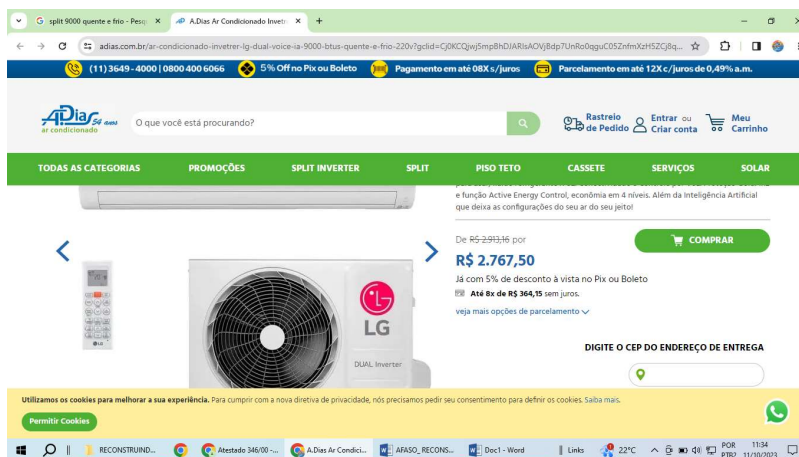 split 9000 quente e frio - Pesq
A.Dias Ar Condicionado Invetr
adias.com.br/ar-condicionado-invetrer-lg-dual-voice-ia-9000-btus-quente-e-frio-220v?gclid=
(11) 3649 - 4000 | 0800 400 6066
5% Off no Pix ou Boleto
Pagamento em até 08X s/juros
Parcelamento em até 12X c/juros de 0,49% a.m.
ADias 54 anos
ar condicionado
O que você está procurando?
Rastreio
de Pedido
Entrar ou
Criar conta
Meu
Carrinho
TODAS AS CATEGORIAS PROMOÇÕES SPLIT INVERTER SPLIT PISO TETO CASSETE SERVIÇOS SOLAR
e função Active Energy Control, econômia em 4 níveis. Além da Inteligência Artificial
que deixa as configurações do seu ar do seu jeito!
De R$ 2.913,16 por
R$ 2.767,50
COMPRAR
Já com 5% de desconto à vista no Pix ou Boleto
Até 8x de R$ 364,15 sem juros.
veja mais opções de parcelamento
LG
DUAL Inverter
LG
DIGITE O CEP DO ENDEREÇO DE ENTREGA
Utilizamos os cookies para melhorar a sua experiência. Para cumprir com a nova diretiva de privacidade, nós precisamos pedir seu consentimento para definir os cookies. Saiba mais.
Permitir Cookies
RECONSTRUIND...
Atestado 346/00 -...
A.Dias Ar Condici...
AFASO_RECONS...
Doc1 - Word
Links
22°C
POR
PTB2
11:34
11/10/2023